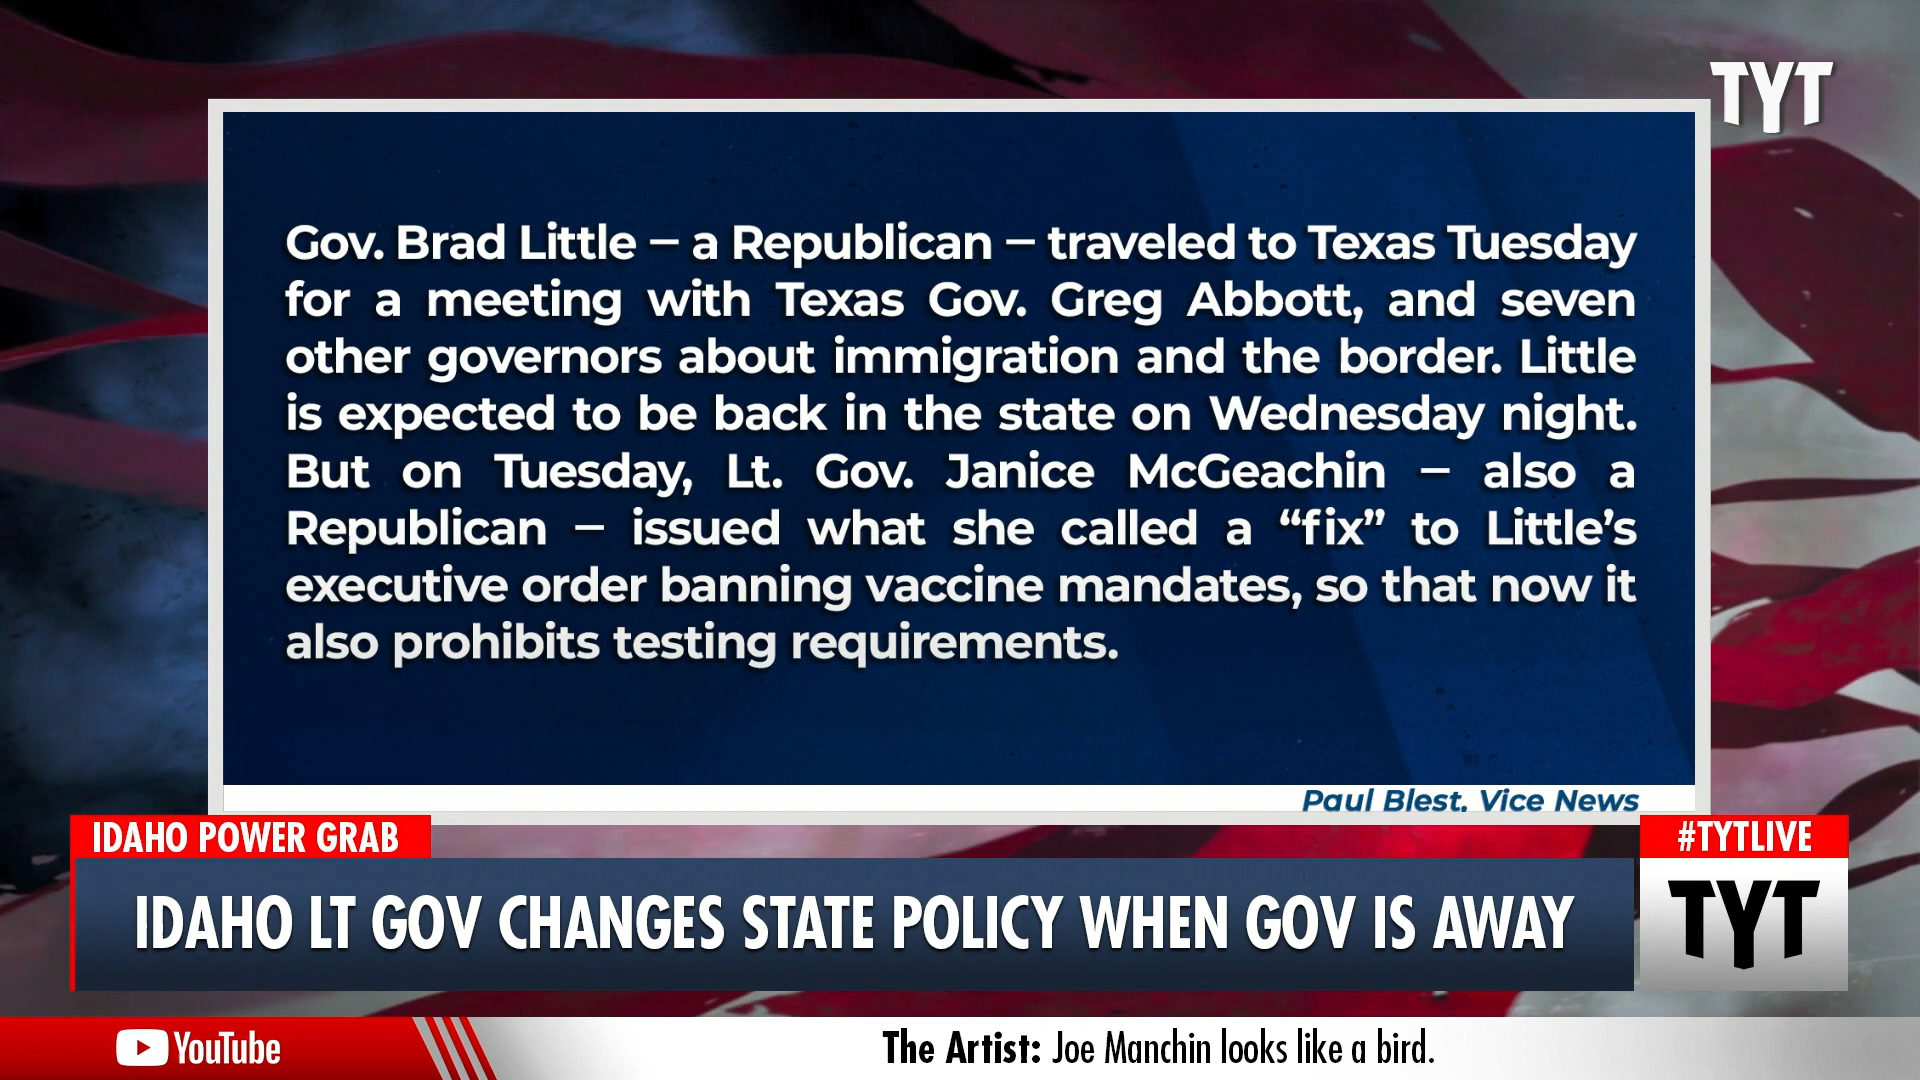 TYT
Gov. Brad Little – a Republican – traveled to Texas Tuesday
for a meeting with Texas Gov. Greg Abbott, and seven
other governors about immigration and the border. Little
is expected to be back in the state on Wednesday night.
But on Tuesday, Lt. Gov. Janice McGeachin – also a
Republican – issued what she called a “fix” to Little’s
executive order banning vaccine mandates, so that now it
also prohibits testing requirements.
Paul Blest, Vice News
IDAHO POWER GRAB
#TYTLIVE
IDAHO LT GOV CHANGES STATE POLICY WHEN GOV IS AWAY
TYT
YouTube
The Artist: Joe Manchin looks like a bird.